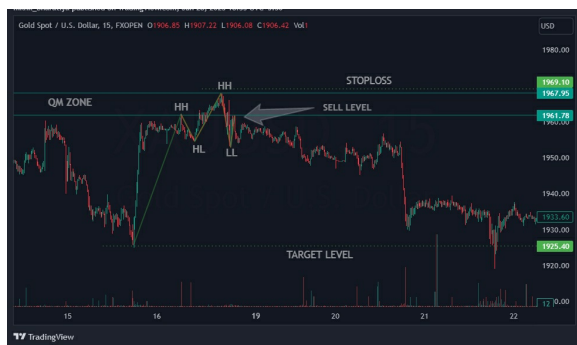 Gold Spot / U.S. Dollar, 15, FXOPEN O1906.85 H1907.22 L1906.08 C1906.42 Vol1
USD
1980.00
STOPLOSS
1969.10
HH
QM ZONE
1967.95
HH
SELL LEVEL
1961.78
1960.00
HL
LL
1950.00
1940.00
1933.60
1930.00
1925.40
TARGET LEVEL
1920.00
12
0.00
15 16 19 20 21 22
TradingView